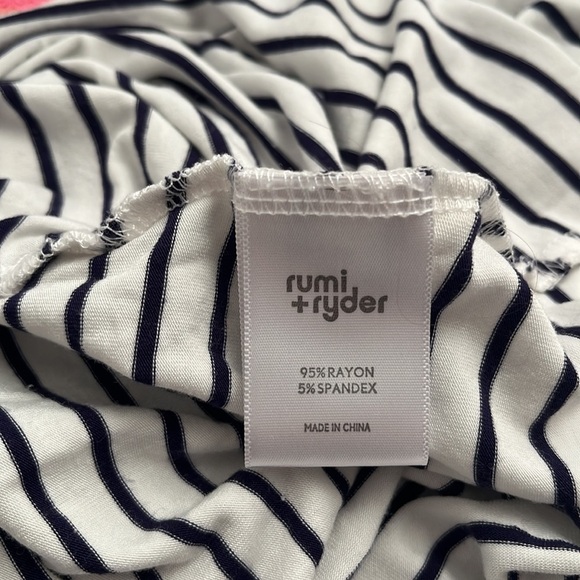 rumi
+ryder
95% RAYON
5% SPANDEX
MADE IN CHINA